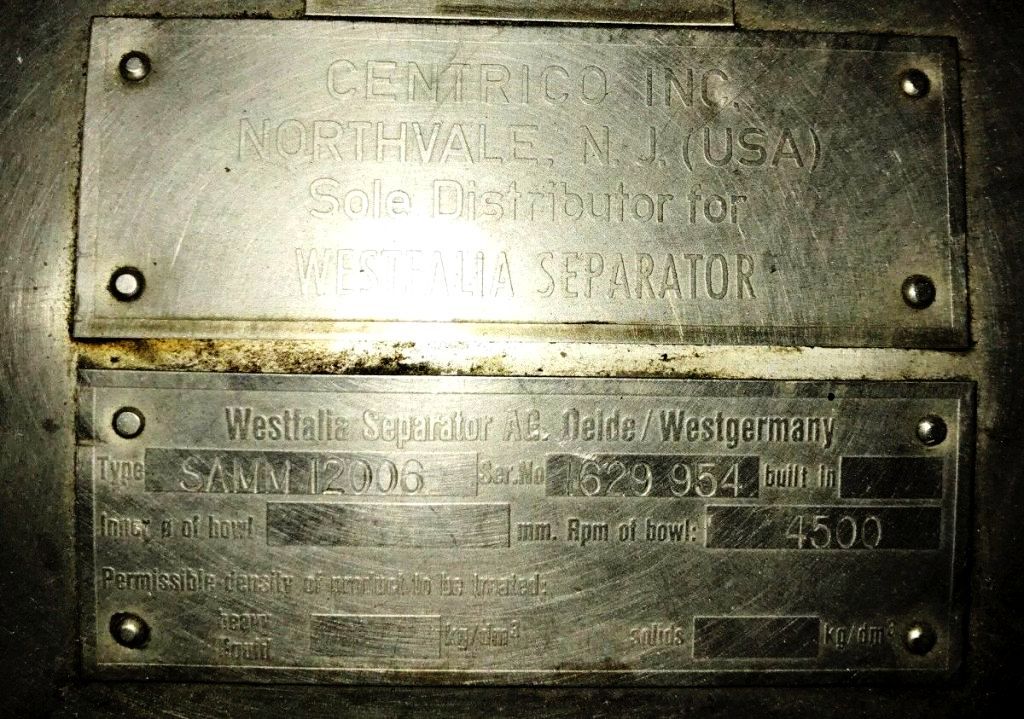 CENTRICO INC.
NORTHVALE, N. J. (USA)
Sole Distributor for
WESTFALIA SEPARATOR
Westfalia Separator AG. Oelde / Westgermany
Type SAMM 12006 Ser.No 1629 954 built in
Inner ø of bowl mm. Rpm of bowl: 4500
Permissible density of product to be treated:
heavy kg/dm³ solids kg/dm³
liquid